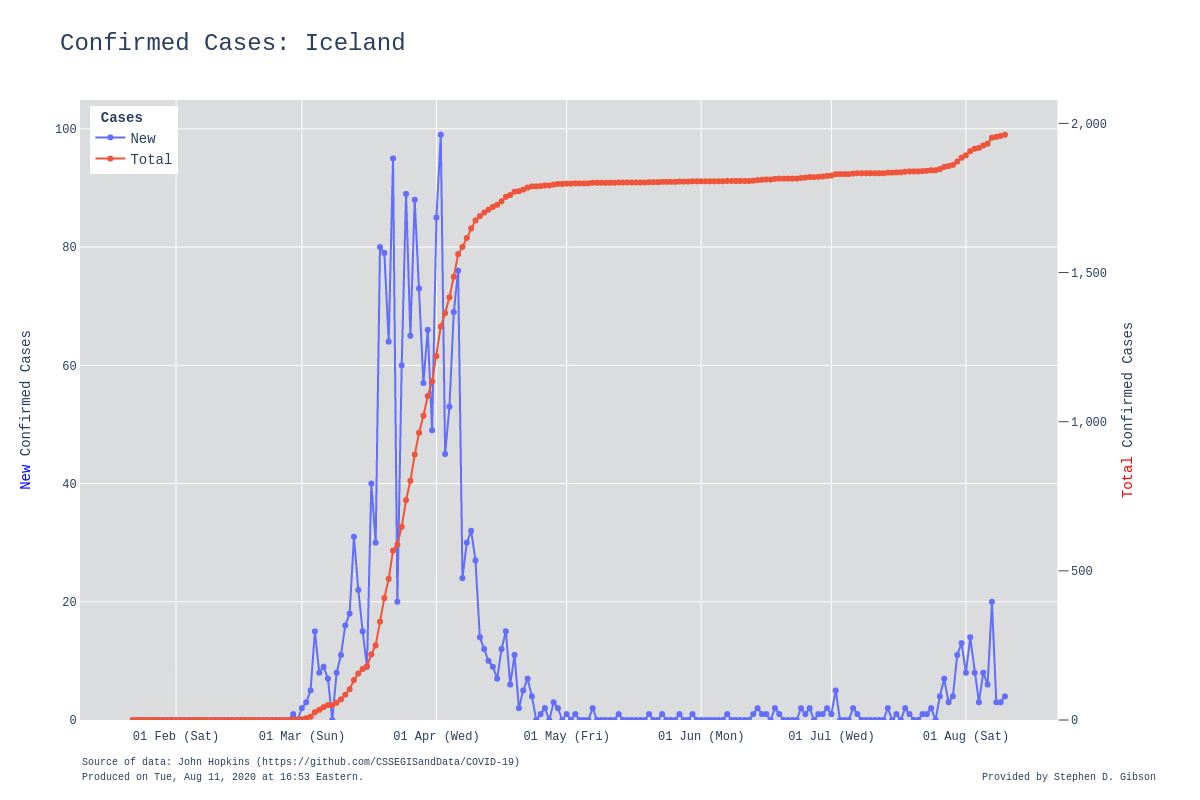 Confirmed Cases: Iceland
Cases
New
Total
100
80
60
40
20
0
2,000
1,500
1,000
500
0
New Confirmed Cases
Total Confirmed Cases
01 Feb (Sat)
01 Mar (Sun)
01 Apr (Wed)
01 May (Fri)
01 Jun (Mon)
01 Jul (Wed)
01 Aug (Sat)
Source of data: John Hopkins (https://github.com/CSSEGISandData/COVID-19)
Produced on Tue, Aug 11, 2020 at 16:53 Eastern.
Provided by Stephen D. Gibson